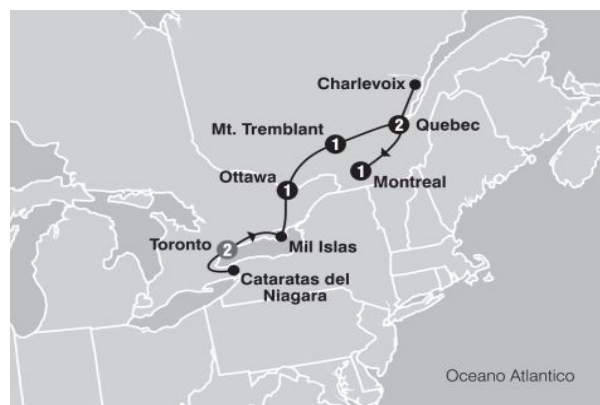 Charlevoix
2 Quebec
Mt. Tremblant
1
1 Montreal
Ottawa
1
Toronto 2
Mil Islas
Cataratas del
Niagara
Oceano Atlantico